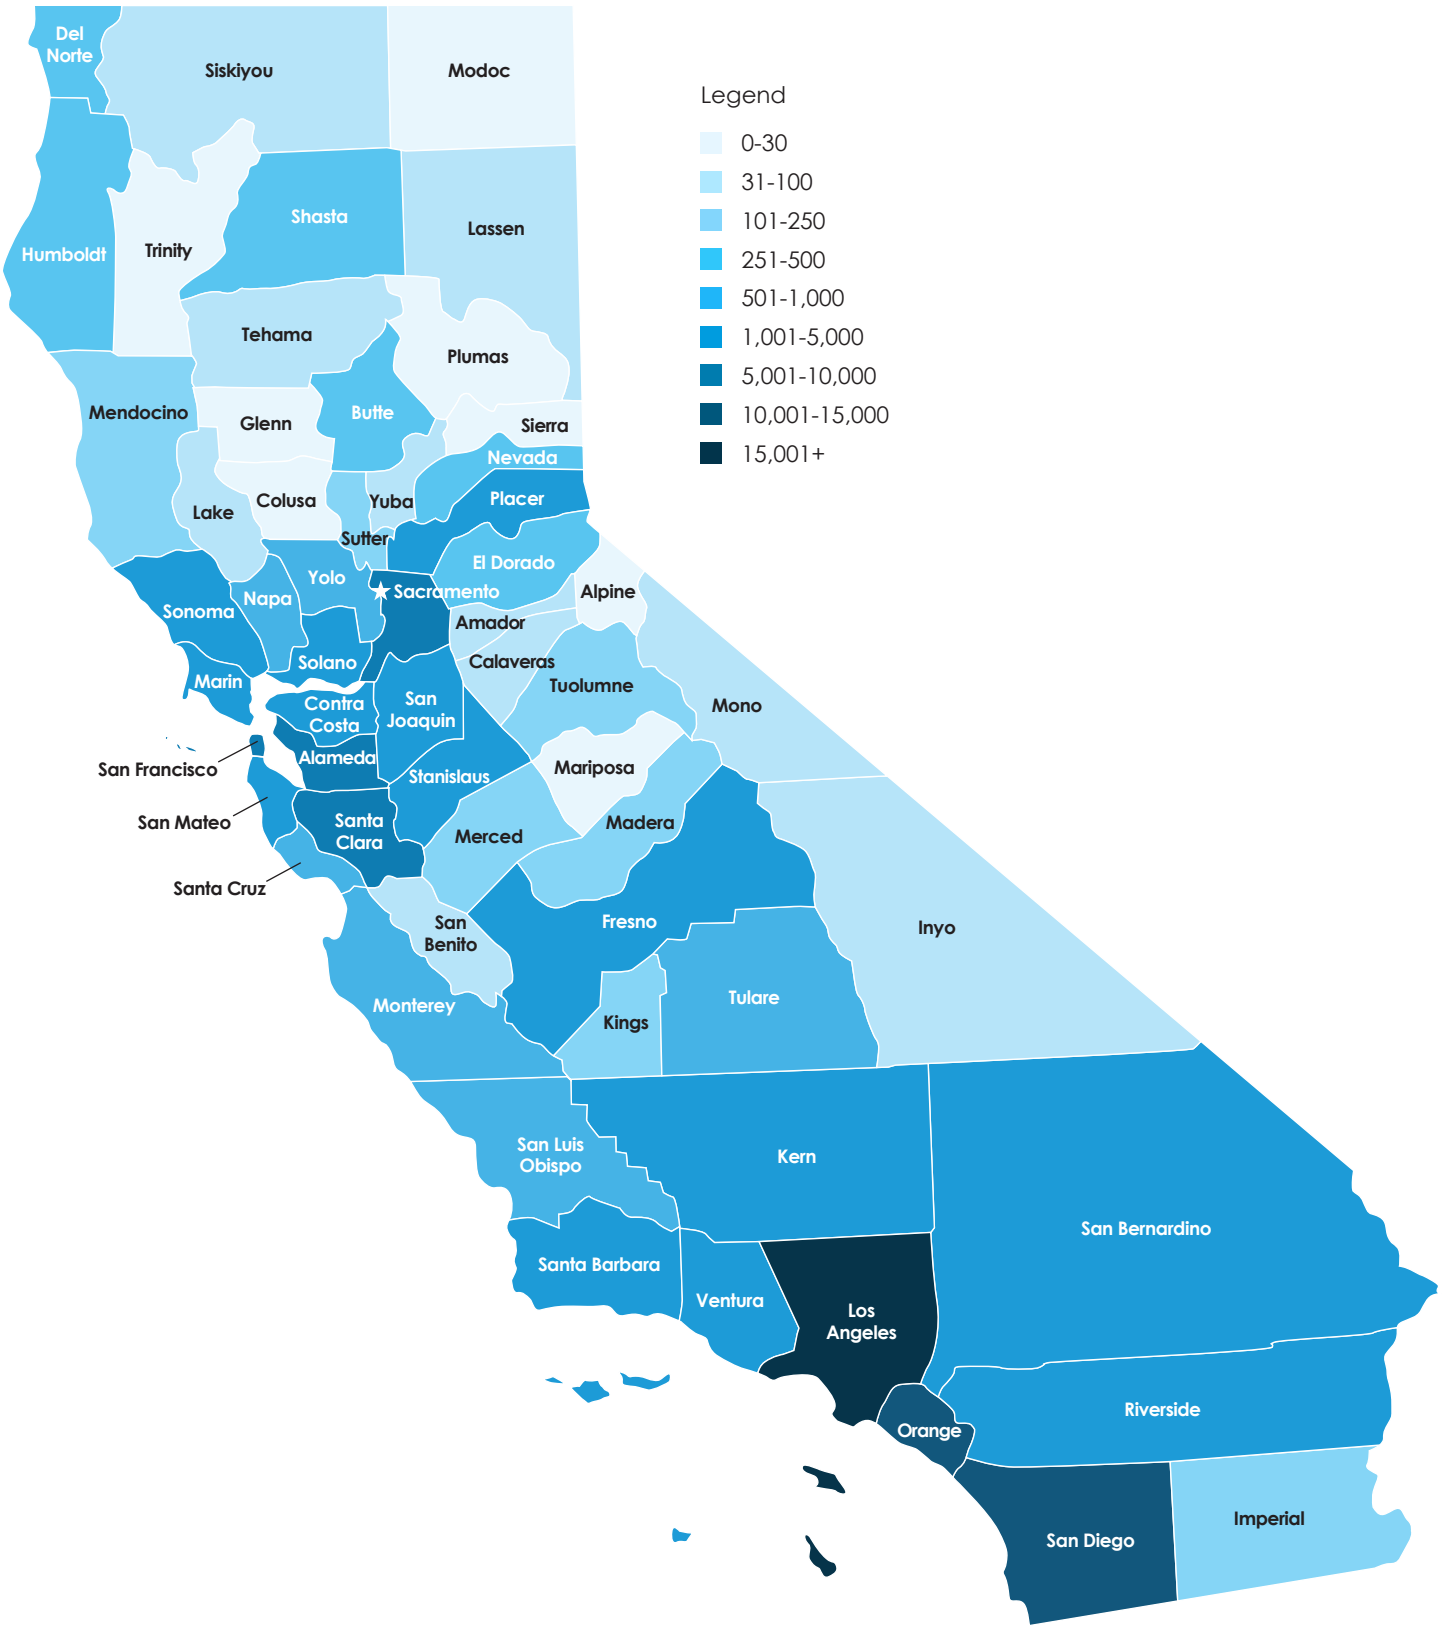 Del
Norte
Siskiyou
Modoc
Legend
0-30
31-100
101-250
251-500
501-1,000
1,001-5,000
5,001-10,000
10,001-15,000
15,001+
Humboldt
Trinity
Shasta
Lassen
Tehama
Plumas
Mendocino
Glenn
Butte
Sierra
Nevada
Lake
Colusa
Yuba
Placer
Sutter
El Dorado
Yolo
Sacramento
Alpine
Sonoma
Napa
Amador
Solano
Calaveras
Marin
Tuolumne
Contra
Costa
San
Joaquin
Mono
San Francisco
Alameda
Stanislaus
Mariposa
San Mateo
Santa
Clara
Merced
Madera
Santa Cruz
San
Benito
Fresno
Inyo
Monterey
Kings
Tulare
San Luis
Obispo
Kern
San Bernardino
Santa Barbara
Ventura
Los
Angeles
Riverside
Orange
San Diego
Imperial